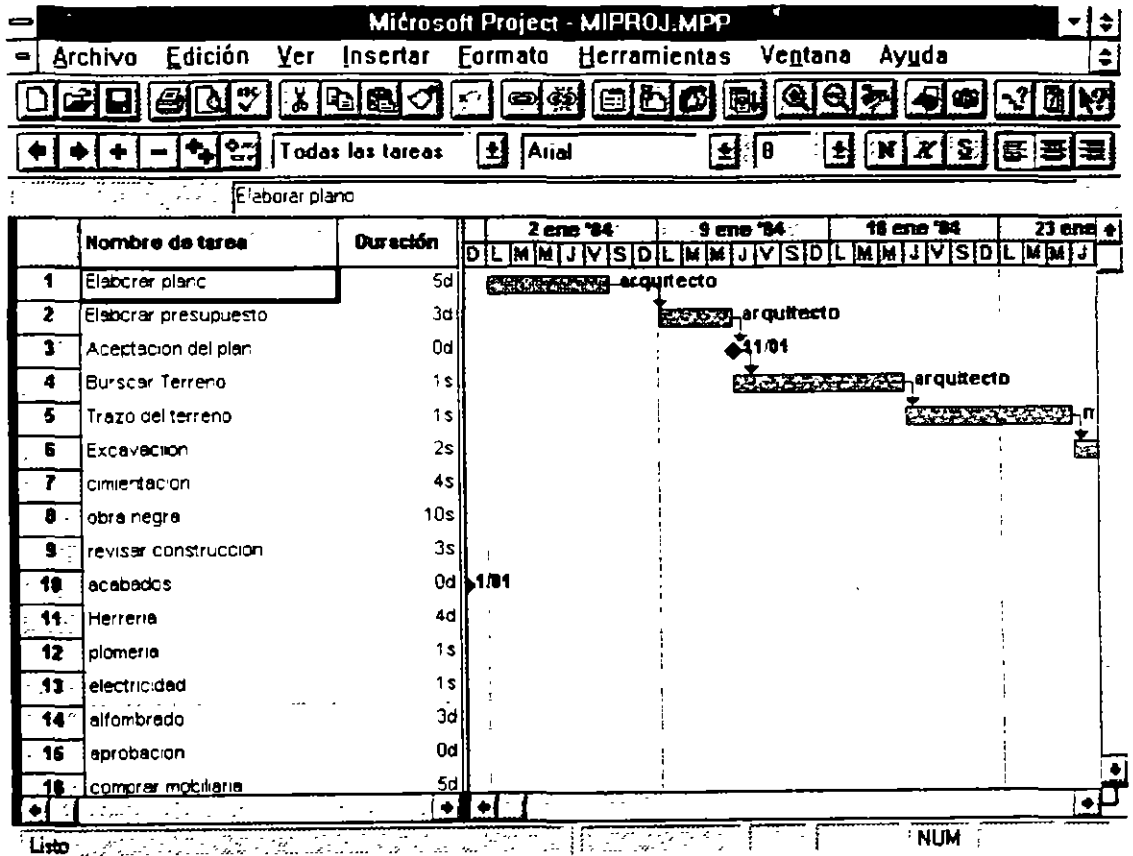 Microsoft Project - MIPROJ.MPP
Archivo Edición Ver Insertar Formato Herramientas Ventana Ayuda
Todas las tareas Arial 8 N K S
Elaborar plano
Nombre de tarea Duración 2 ene '84 9 ene '84 16 ene '84 23 ene
D L M M J V S D L M M J V S D L M M J V S D L M M J
1 Elaborar plano 5d arquitecto
2 Elaborar presupuesto 3d arquitecto
3 Aceptacion del plan 0d 11/01
4 Burscar Terreno 1s arquitecto
5 Trazo del terreno 1s
6 Excavaciion 2s
7 cimientacion 4s
8 obra negra 10s
9 revisar construccion 3s
10 acabados 0d 1/01
11 Herreria 4d
12 plomeria 1s
13 electricidad 1s
14 alfombrado 3d
15 aprobacion 0d
16 comprar mobiliaria 5d
Listo NUM